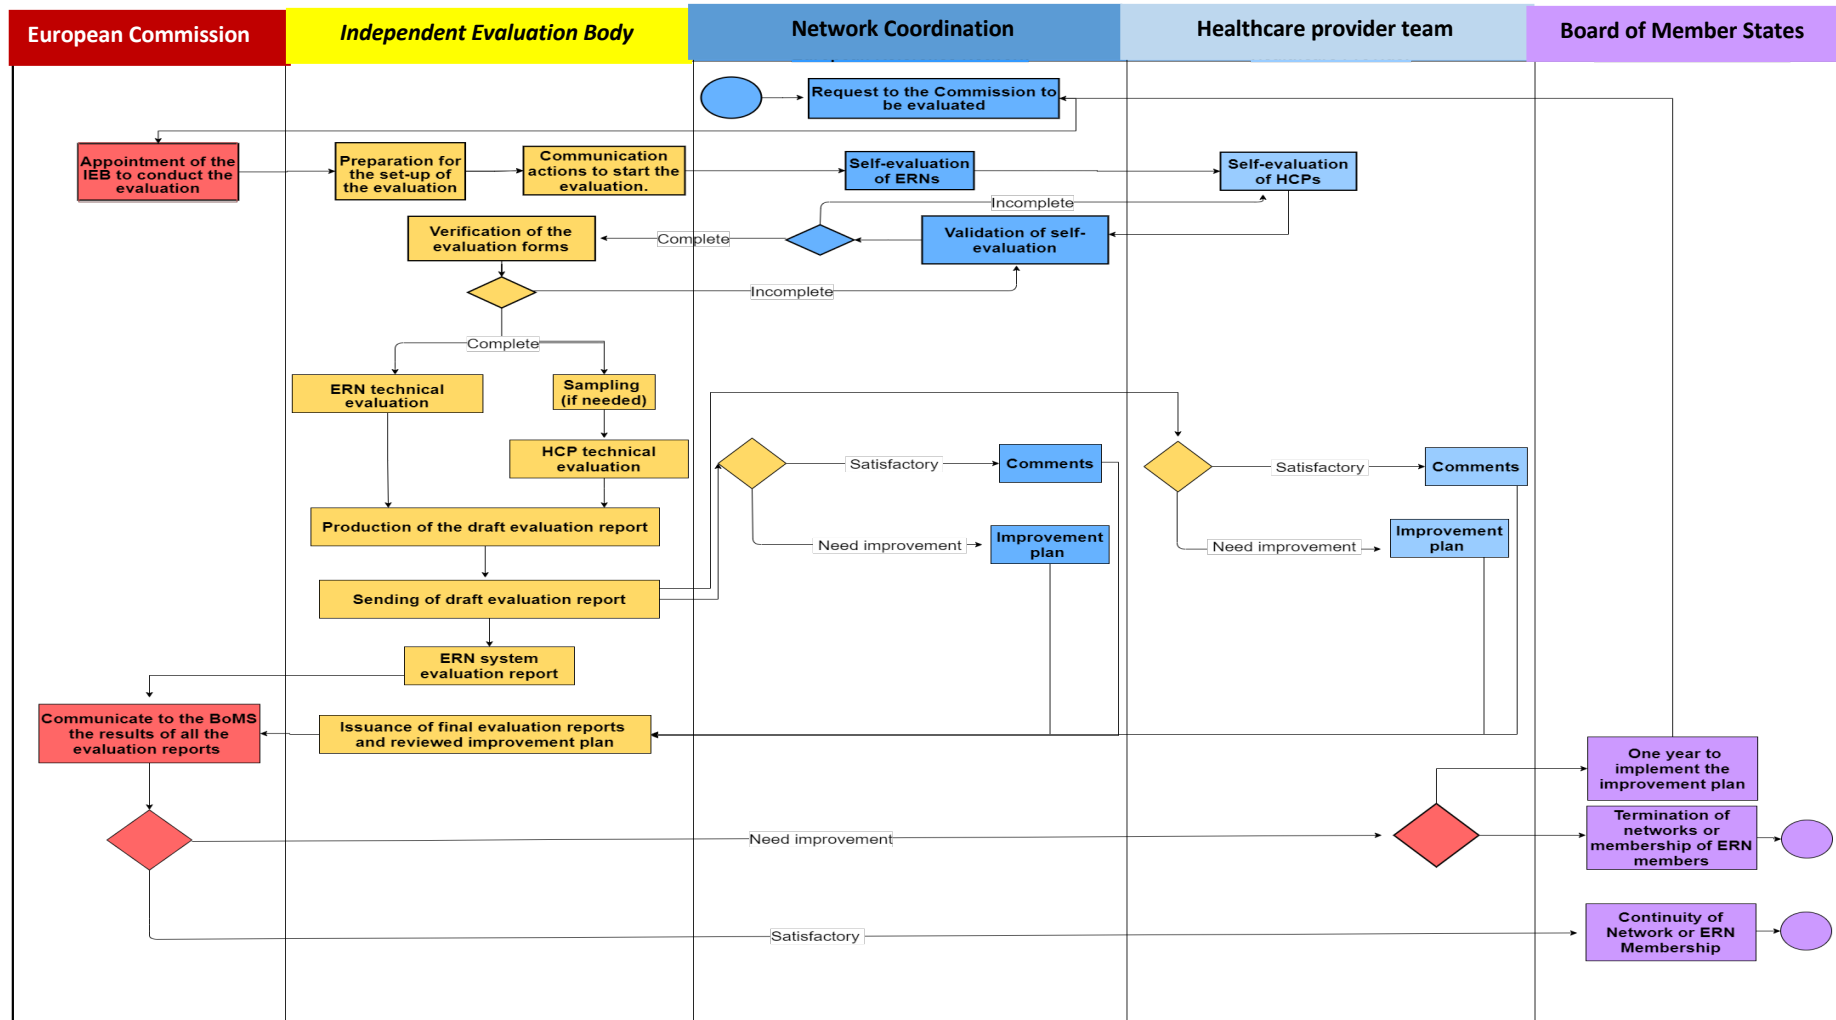 European Commission
Independent Evaluation Body
Network Coordination
Healthcare provider team
Board of Member States
Request to the Commission to
be evaluated
Appointment of the
IEB to conduct the
evaluation
Preparation for
the set-up of
the evaluation
Communication
actions to start the
evaluation.
Self-evaluation
of ERNs
Self-evaluation
of HCPs
Incomplete
Verification of the
evaluation forms
Complete
Validation of self-
evaluation
Incomplete
Complete
ERN technical
evaluation
Sampling
(if needed)
HCP technical
evaluation
Satisfactory
Comments
Satisfactory
Comments
Production of the draft evaluation report
Need improvement
Improvement
plan
Need improvement
Improvement
plan
Sending of draft evaluation report
ERN system
evaluation report
Communicate to the BoMS
the results of all the
evaluation reports
Issuance of final evaluation reports
and reviewed improvement plan
One year to
implement the
improvement plan
Need improvement
Termination of
networks or
membership of ERN
members
Satisfactory
Continuity of
Network or ERN
Membership